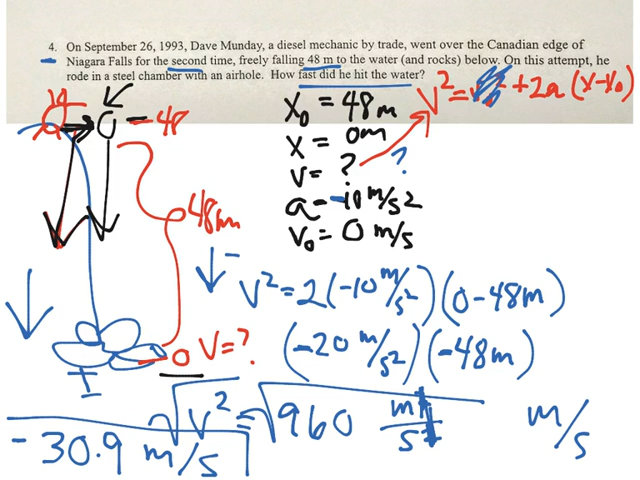 4. On September 26, 1993, Dave Munday, a diesel mechanic by trade, went over the Canadian edge of
Niagara Falls for the second time, freely falling 48 m to the water (and rocks) below. On this attempt, he
rode in a steel chamber with an airhole. How fast did he hit the water?
V² = +2a (x-x₀)
X₀ = 48m
X = 0m
V = ? ?
a = -10 m/s2
V₀ = 0 m/s
0 -48
48m
0 V=?
-
V² = 2(-10 m/s²)(0-48m)
(-20 m/s²)(-48m)
√V² = √960 m/s m/s
-30.9 m/s